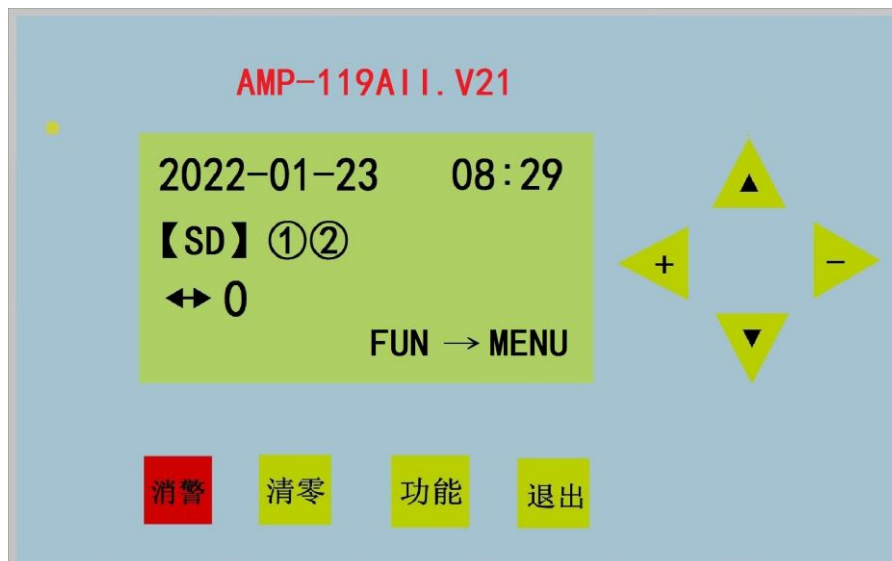 AMP-119AII.V21
2022-01-23 08:29
【SD】①②
↔ 0
FUN → MENU
▲
+ −
▼
消警 清零 功能 退出